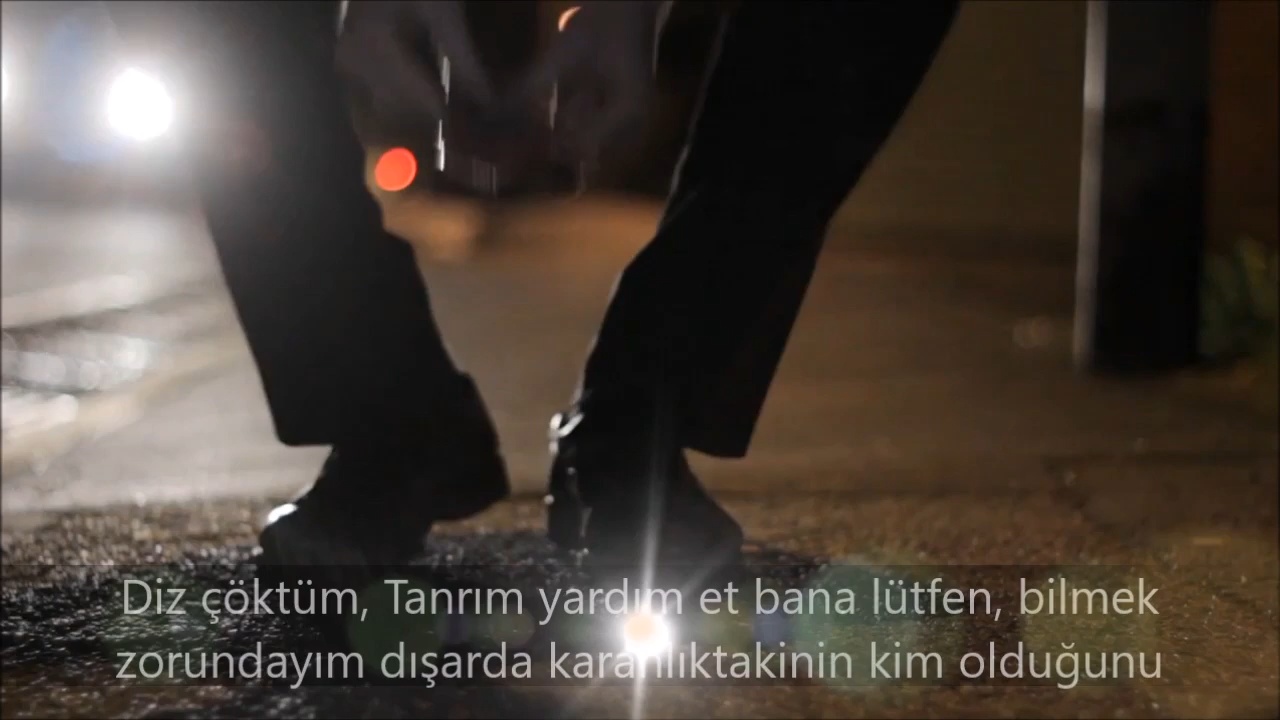 Diz çöktüm, Tanrım yardım et bana lütfen, bilmek
zorundayım dışarda karanlıktakinin kim olduğunu